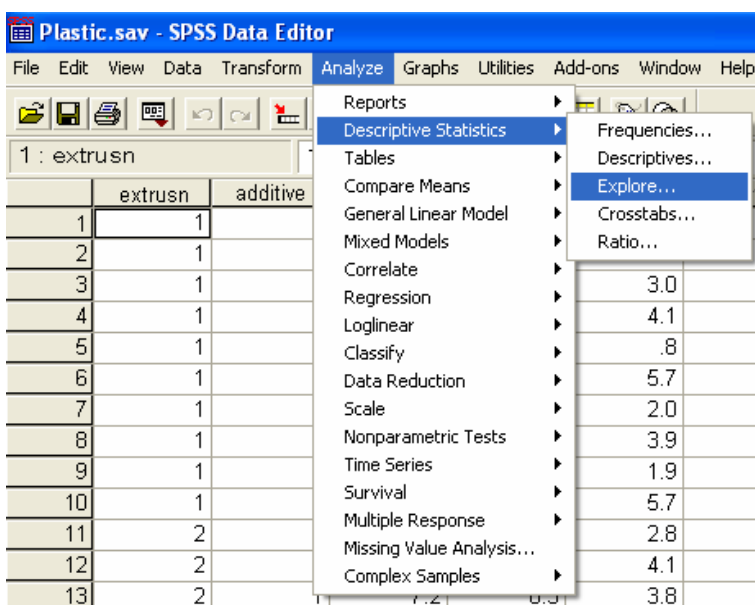 Plastic.sav - SPSS Data Editor
File Edit View Data Transform Analyze Graphs Utilities Add-ons Window Help
1 : extrusn
extrusn additive
Reports
Descriptive Statistics
Tables
Compare Means
General Linear Model
Mixed Models
Correlate
Regression
Loglinear
Classify
Data Reduction
Scale
Nonparametric Tests
Time Series
Survival
Multiple Response
Missing Value Analysis...
Complex Samples
Frequencies...
Descriptives...
Explore...
Crosstabs...
Ratio...
1 1
2 1
3 1 3.0
4 1 4.1
5 1 .8
6 1 5.7
7 1 2.0
8 1 3.9
9 1 1.9
10 1 5.7
11 2 2.8
12 2 4.1
13 2 3.8